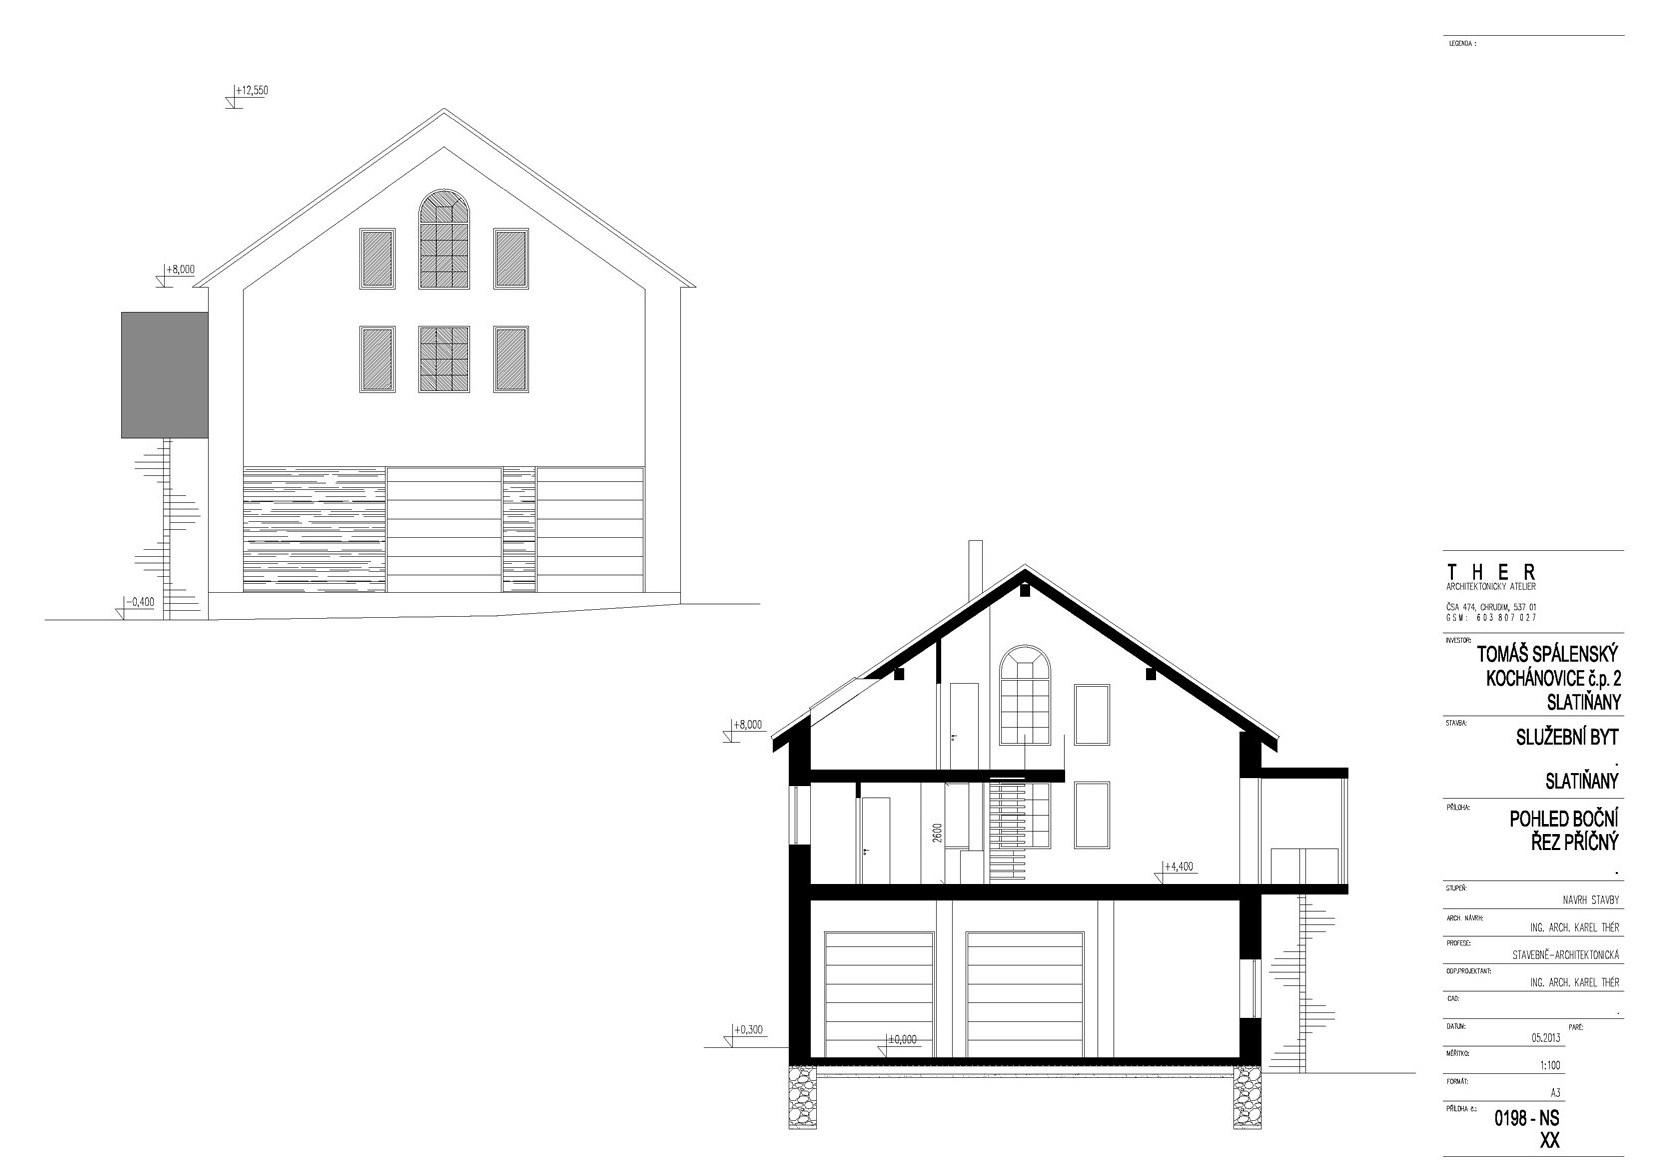 LEGENDA :
+12,550
+8,000
-0,400
+8,000
2600
+4,400
+0,300
±0,000
THER
ARCHITEKTONICKÝ ATELIER
ČSA 474, CHRUDIM, 537 01
GSM: 603 807 027
INVESTOR:
TOMÁŠ SPÁLENSKÝ
KOCHÁNOVICE č.p. 2
SLATIŇANY
STAVBA:
SLUŽEBNÍ BYT
.
SLATIŇANY
PŘÍLOHA:
POHLED BOČNÍ
ŘEZ PŘÍČNÝ
.
STUPEŇ:
NÁVRH STAVBY
ARCH. NÁVRH:
ING. ARCH. KAREL THÉR
PROFESE:
STAVEBNĚ-ARCHITEKTONICKÁ
ODP.PROJEKTANT:
ING. ARCH. KAREL THÉR
CAD:
.
DATUM:
PARÉ:
05.2013
MĚŘÍTKO:
1:100
FORMÁT:
A3
PŘÍLOHA č.:
0198 - NS
XX